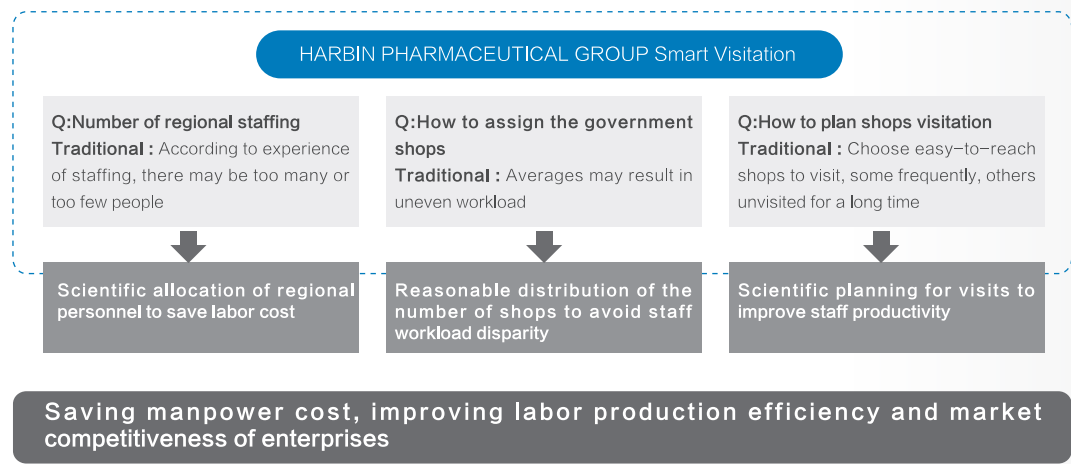 HARBIN PHARMACEUTICAL GROUP Smart Visitation
Q:Number of regional staffing
Traditional : According to experience
of staffing, there may be too many or
too few people
Q:How to assign the government
shops
Traditional : Averages may result in
uneven workload
Q:How to plan shops visitation
Traditional : Choose easy-to-reach
shops to visit, some frequently, others
unvisited for a long time
Scientific allocation of regional
personnel to save labor cost
Reasonable distribution of the
number of shops to avoid staff
workload disparity
Scientific planning for visits to
improve staff productivity
Saving manpower cost, improving labor production efficiency and market
competitiveness of enterprises